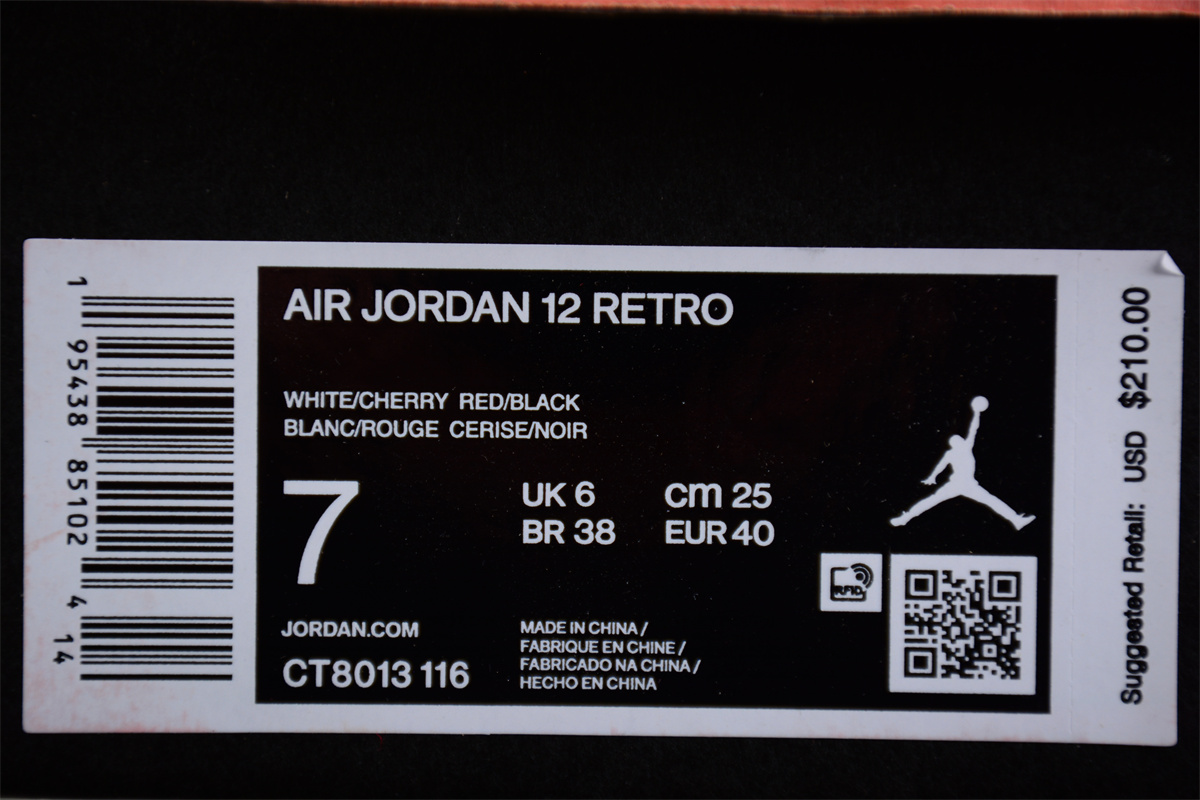 1 95438 85102 4 14
AIR JORDAN 12 RETRO
WHITE/CHERRY RED/BLACK
BLANC/ROUGE CERISE/NOIR
7
UK 6
cm 25
BR 38
EUR 40
RFID
JORDAN.COM
CT8013 116
MADE IN CHINA /
FABRIQUE EN CHINE /
FABRICADO NA CHINA /
HECHO EN CHINA
Suggested Retail: USD $210.00